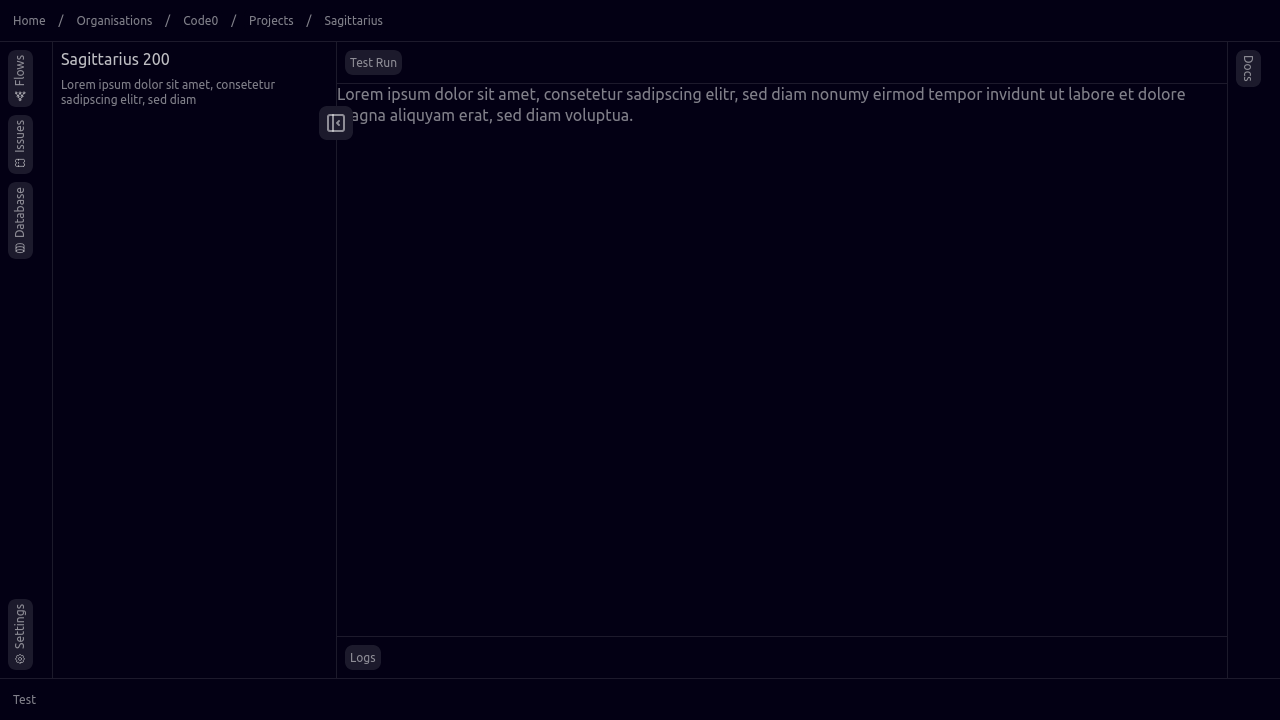 Home / Organisations / Code0 / Projects / Sagittarius
Flows
Issues
Database
Settings
Sagittarius 200
Lorem ipsum dolor sit amet, consetetur
sadipscing elitr, sed diam
Test Run
Lorem ipsum dolor sit amet, consetetur sadipscing elitr, sed diam nonumy eirmod tempor invidunt ut labore et dolore
agna aliquyam erat, sed diam voluptua.
Logs
Docs
Test